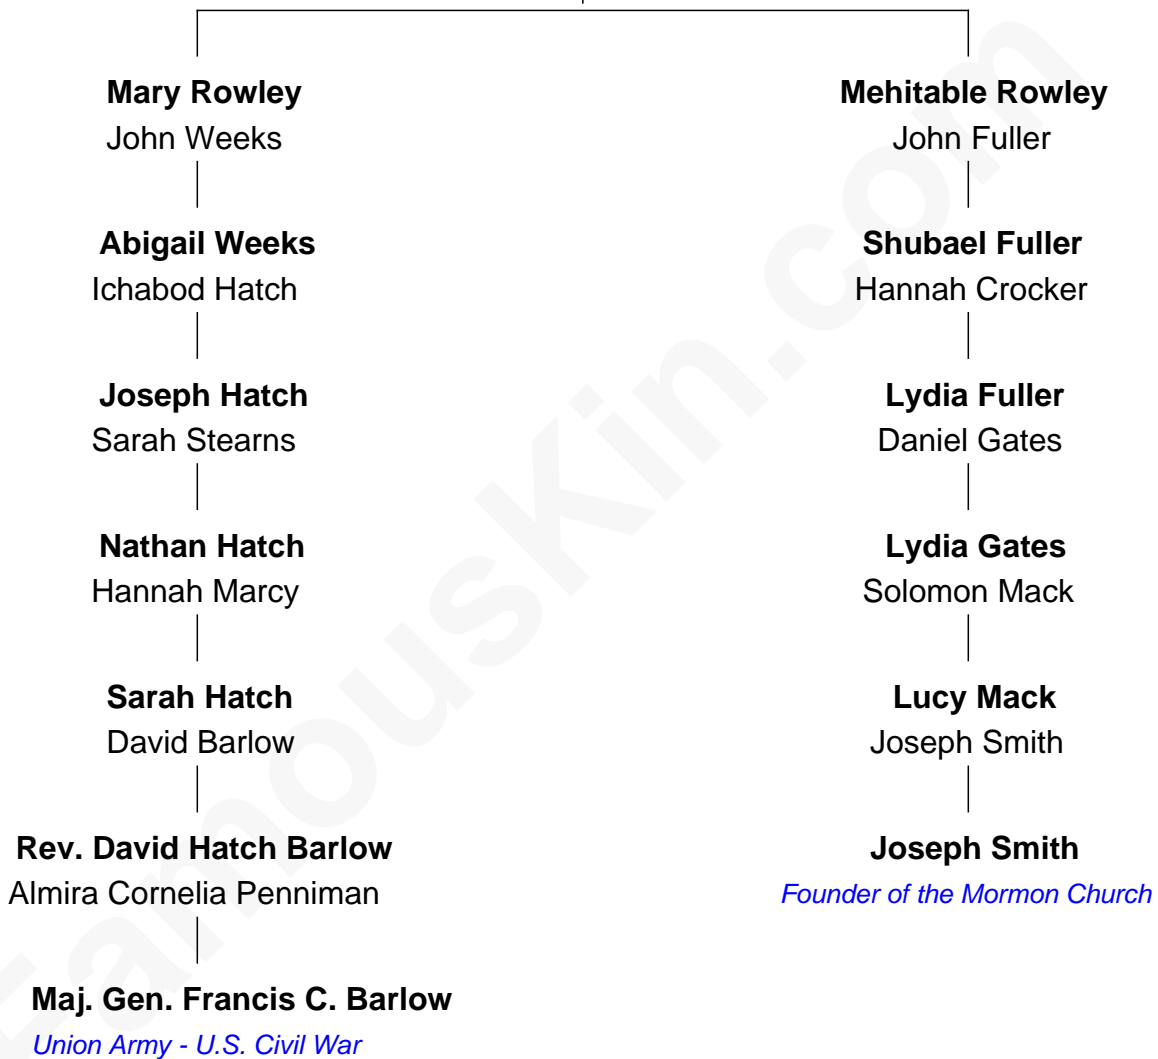 Mary Rowley
John Weeks
Mehitable Rowley
John Fuller
Abigail Weeks
Ichabod Hatch
Shubael Fuller
Hannah Crocker
Joseph Hatch
Sarah Stearns
Lydia Fuller
Daniel Gates
Nathan Hatch
Hannah Marcy
Lydia Gates
Solomon Mack
Sarah Hatch
David Barlow
Lucy Mack
Joseph Smith
Rev. David Hatch Barlow
Almira Cornelia Penniman
Joseph Smith
Founder of the Mormon Church
Maj. Gen. Francis C. Barlow
Union Army - U.S. Civil War
FamousKin.com